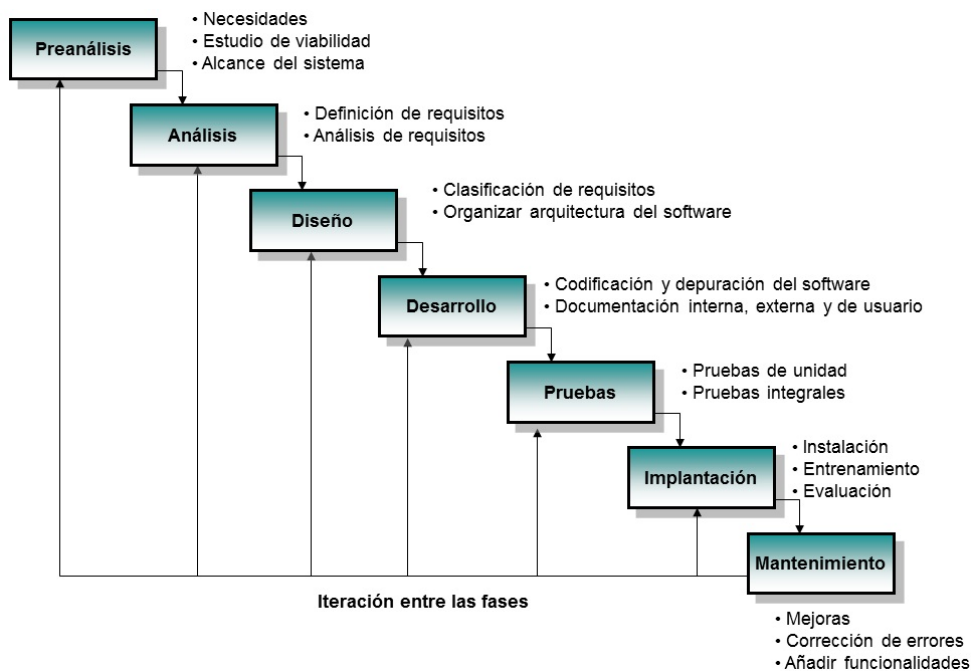 Preanálisis
• Necesidades
• Estudio de viabilidad
• Alcance del sistema
Análisis
• Definición de requisitos
• Análisis de requisitos
Diseño
• Clasificación de requisitos
• Organizar arquitectura del software
Desarrollo
• Codificación y depuración del software
• Documentación interna, externa y de usuario
Pruebas
• Pruebas de unidad
• Pruebas integrales
Implantación
• Instalación
• Entrenamiento
• Evaluación
Mantenimiento
Iteración entre las fases
• Mejoras
• Corrección de errores
• Añadir funcionalidades